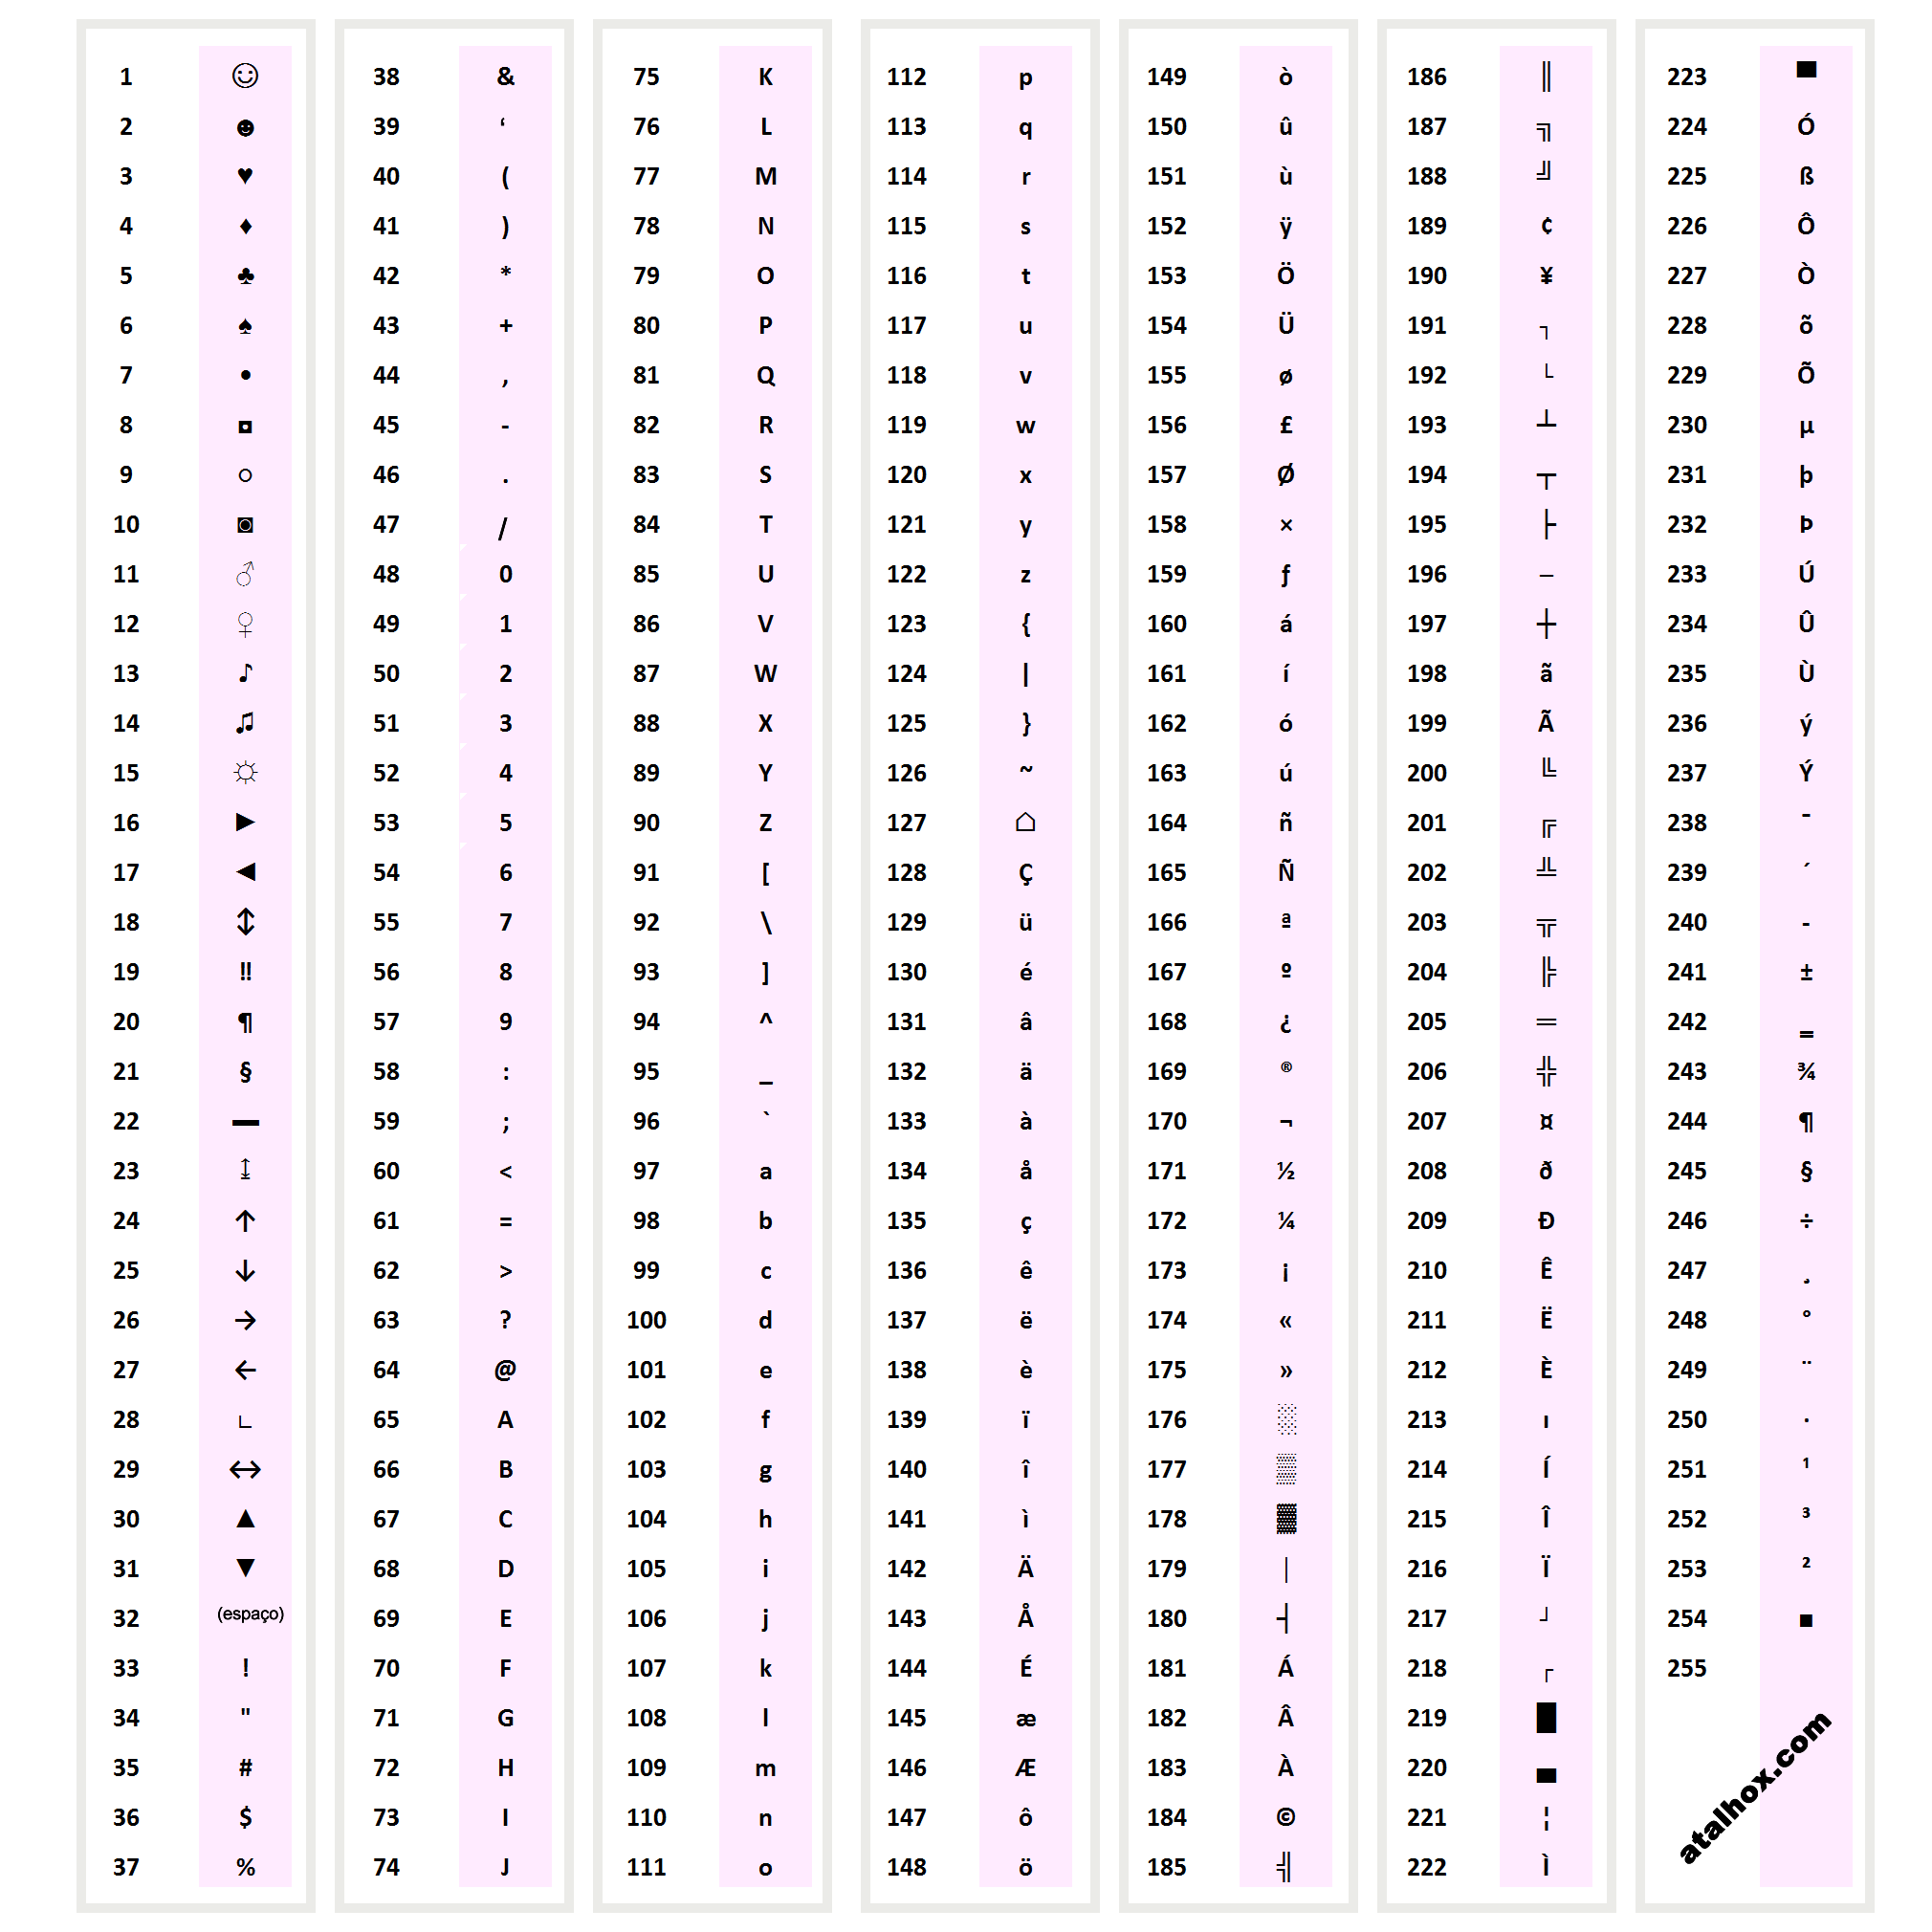 1 ☺
2 ☻
3 ♥
4 ♦
5 ♣
6 ♠
7 •
8 ◘
9 ○
10 ◙
11 ♂
12 ♀
13 ♪
14 ♫
15 ☼
16 ►
17 ◄
18 ↕
19 ‼
20 ¶
21 §
22 ▬
23 ↨
24 ↑
25 ↓
26 →
27 ←
28 ∟
29 ↔
30 ▲
31 ▼
32 (espaço)
33 !
34 "
35 #
36 $
37 %
38 &
39 ‘
40 (
41 )
42 *
43 +
44 ,
45 -
46 .
47 /
48 0
49 1
50 2
51 3
52 4
53 5
54 6
55 7
56 8
57 9
58 :
59 ;
60 <
61 =
62 >
63 ?
64 @
65 A
66 B
67 C
68 D
69 E
70 F
71 G
72 H
73 I
74 J
75 K
76 L
77 M
78 N
79 O
80 P
81 Q
82 R
83 S
84 T
85 U
86 V
87 W
88 X
89 Y
90 Z
91 [
92 \
93 ]
94 ^
95 _
96 `
97 a
98 b
99 c
100 d
101 e
102 f
103 g
104 h
105 i
106 j
107 k
108 l
109 m
110 n
111 o
112 p
113 q
114 r
115 s
116 t
117 u
118 v
119 w
120 x
121 y
122 z
123 {
124 |
125 }
126 ~
127 ⌂
128 Ç
129 ü
130 é
131 â
132 ä
133 à
134 å
135 ç
136 ê
137 ë
138 è
139 ï
140 î
141 ì
142 Ä
143 Å
144 É
145 æ
146 Æ
147 ô
148 ö
149 ò
150 û
151 ù
152 ÿ
153 Ö
154 Ü
155 ø
156 £
157 Ø
158 ×
159 ƒ
160 á
161 í
162 ó
163 ú
164 ñ
165 Ñ
166 ª
167 º
168 ¿
169 ®
170 ¬
171 ½
172 ¼
173 ¡
174 «
175 »
176 ░
177 ▒
178 ▓
179 │
180 ┤
181 Á
182 Â
183 À
184 ©
185 ╣
186 ║
187 ╗
188 ╝
189 ¢
190 ¥
191 ┐
192 └
193 ┴
194 ┬
195 ├
196 ─
197 ┼
198 ã
199 Ã
200 ╚
201 ╔
202 ╩
203 ╦
204 ╠
205 ═
206 ╬
207 ¤
208 ð
209 Ð
210 Ê
211 Ë
212 È
213 ı
214 Í
215 Î
216 Ï
217 ┘
218 ┌
219 █
220 ▄
221 ¦
222 Ì
223 ▀
224 Ó
225 ß
226 Ô
227 Ò
228 õ
229 Õ
230 µ
231 þ
232 Þ
233 Ú
234 Û
235 Ù
236 ý
237 Ý
238 ¯
239 ´
240 -
241 ±
242 ‗
243 ¾
244 ¶
245 §
246 ÷
247 ¸
248 °
249 ¨
250 ·
251 ¹
252 ³
253 ²
254 ■
255
atalhox.com